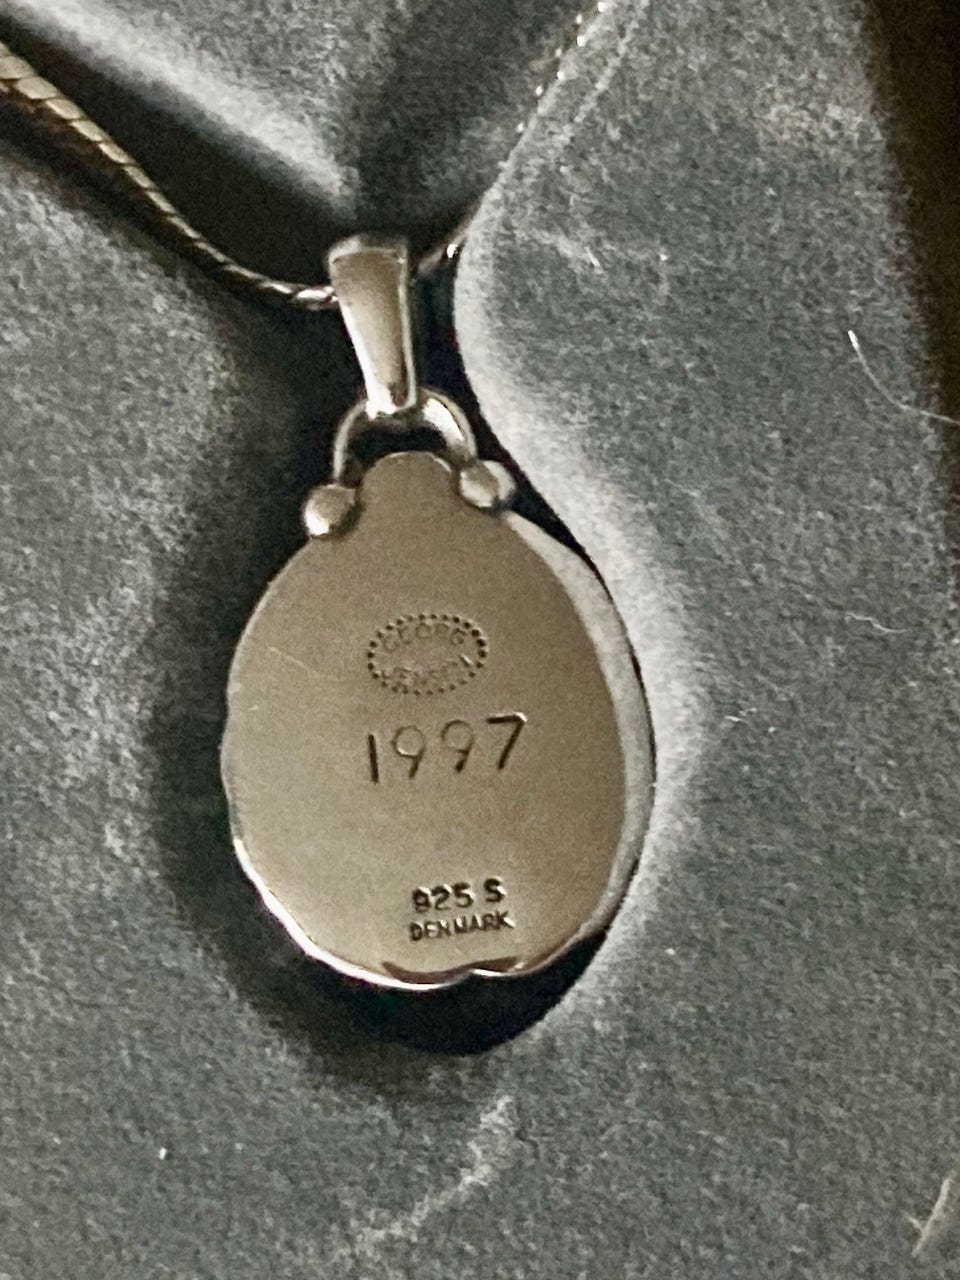 GEORG
JENSEN
1997
925 S
DENMARK